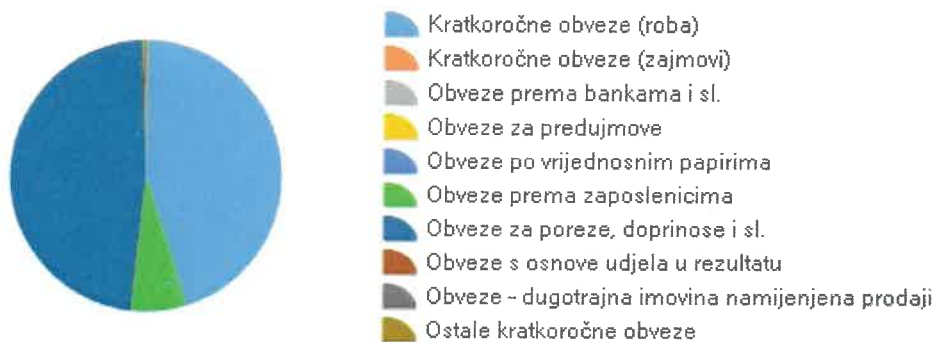 Kratkoročne obveze (roba)
Kratkoročne obveze (zajmovi)
Obveze prema bankama i sl.
Obveze za predujmove
Obveze po vrijednosnim papirima
Obveze prema zaposlenicima
Obveze za poreze, doprinose i sl.
Obveze s osnove udjela u rezultatu
Obveze - dugotrajna imovina namijenjena prodaji
Ostale kratkoročne obveze